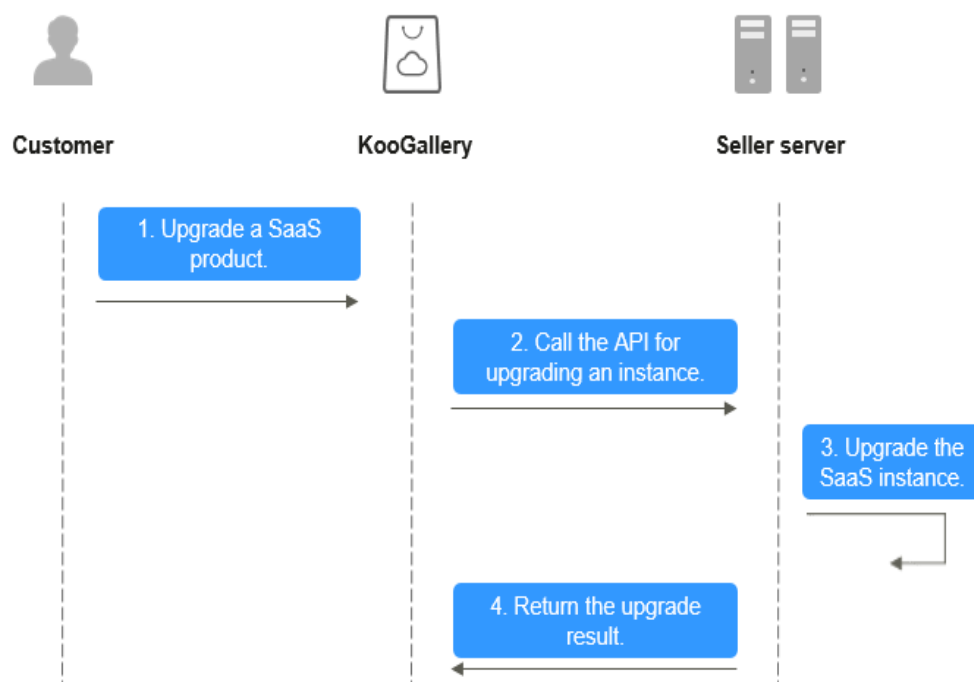 Customer
KooGallery
Seller server
1. Upgrade a SaaS
product.
2. Call the API for
upgrading an instance.
3. Upgrade the
SaaS instance.
4. Return the upgrade
result.